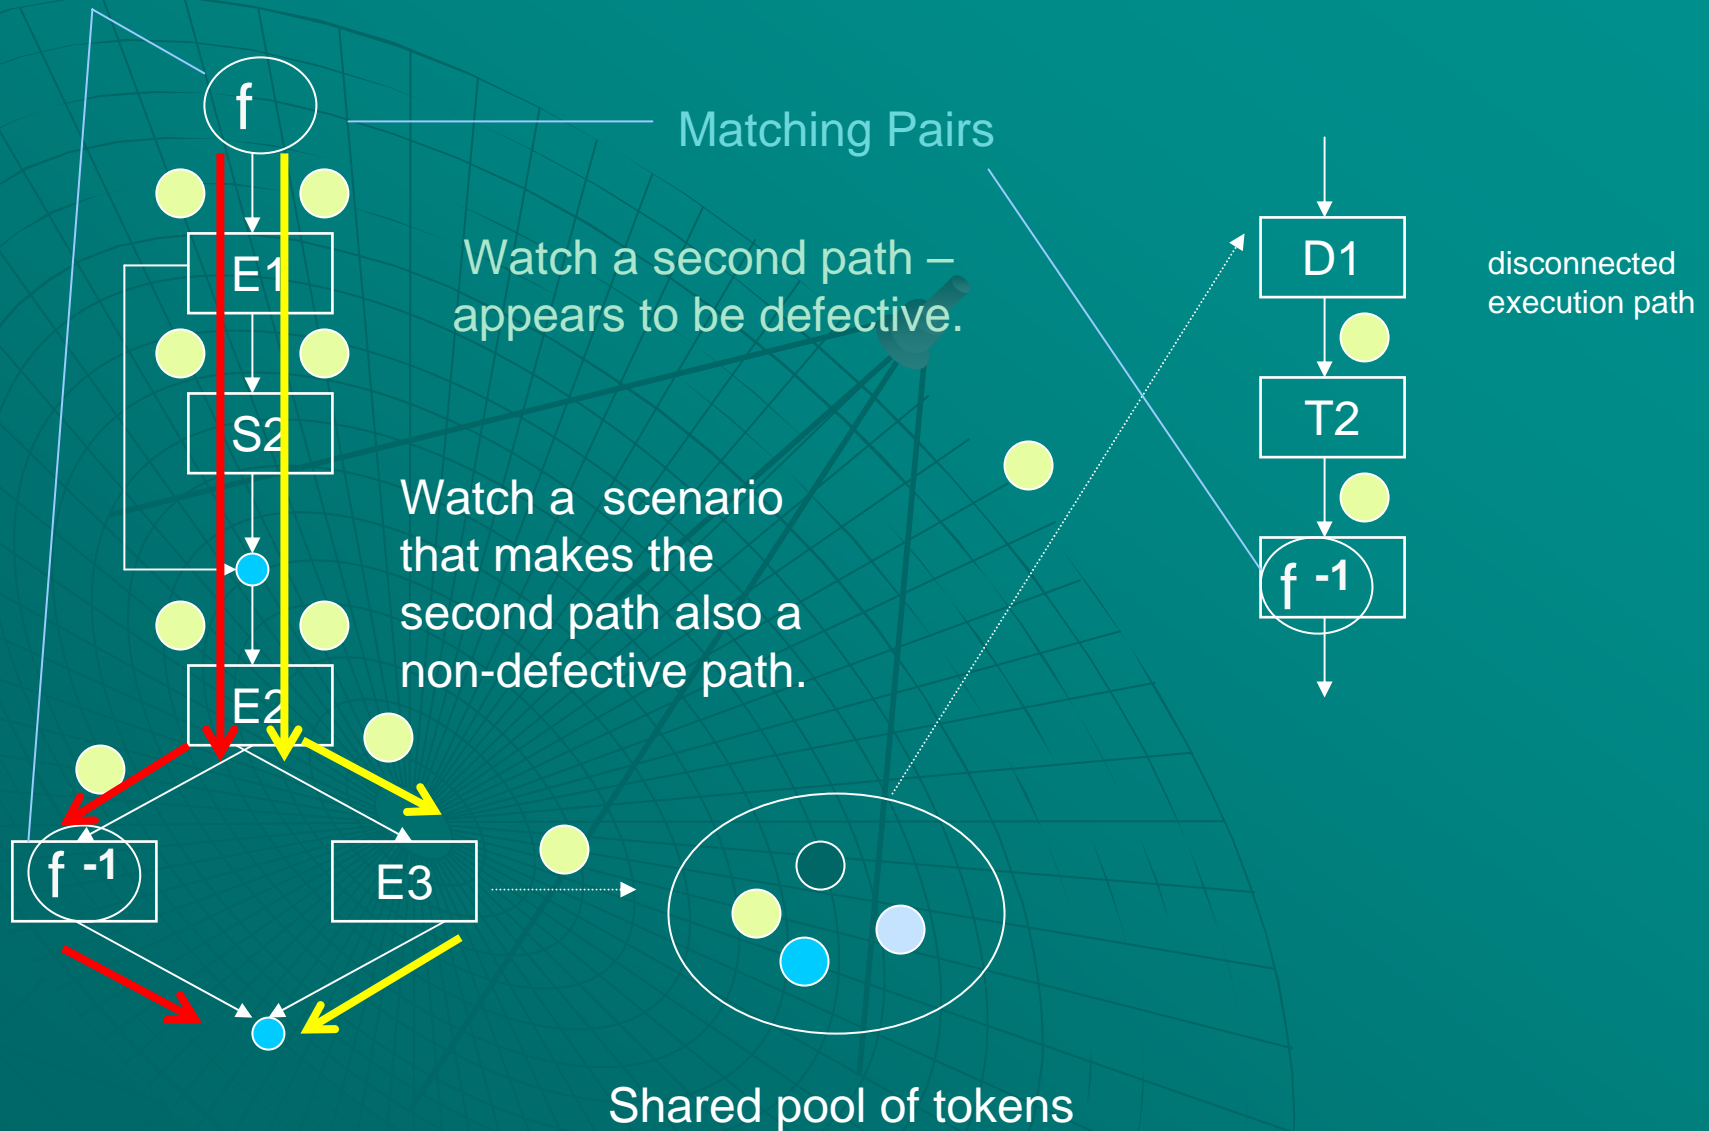 f
Matching Pairs
E1
Watch a second path –
appears to be defective.
D1
disconnected
execution path
S2
T2
Watch a  scenario
that makes the
second path also a
non-defective path.
f -1
E2
f -1
E3
Shared pool of tokens